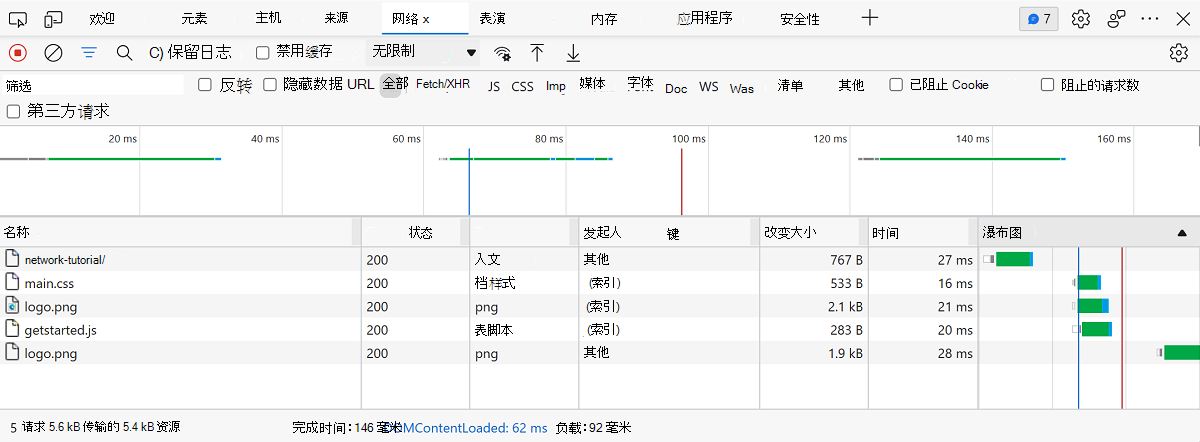 欢迎 元素 主机 来源 网络 x 表演 内存 应用程序 安全性 7
C) 保留日志 禁用缓存 无限制
筛选 反转 隐藏数据 URL 全部 Fetch/XHR JS CSS Imp 媒体 字体 Doc WS Was 清单 其他 已阻止 Cookie 阻止的请求数
第三方请求
20 ms 40 ms 60 ms 80 ms 100 ms 120 ms 140 ms 160 ms
名称 状态 发起人 键 改变大小 时间 瀑布图
network-tutorial/ 200 入文 其他 767 B 27 ms
main.css 200 档样式 (索引) 533 B 16 ms
logo.png 200 png (索引) 2.1 kB 21 ms
getstarted.js 200 表脚本 (索引) 283 B 20 ms
logo.png 200 png 其他 1.9 kB 28 ms
5 请求 5.6 kB 传输的 5.4 kB 资源 完成时间：146 毫米 DOMContentLoaded: 62 ms 负载：92 毫米